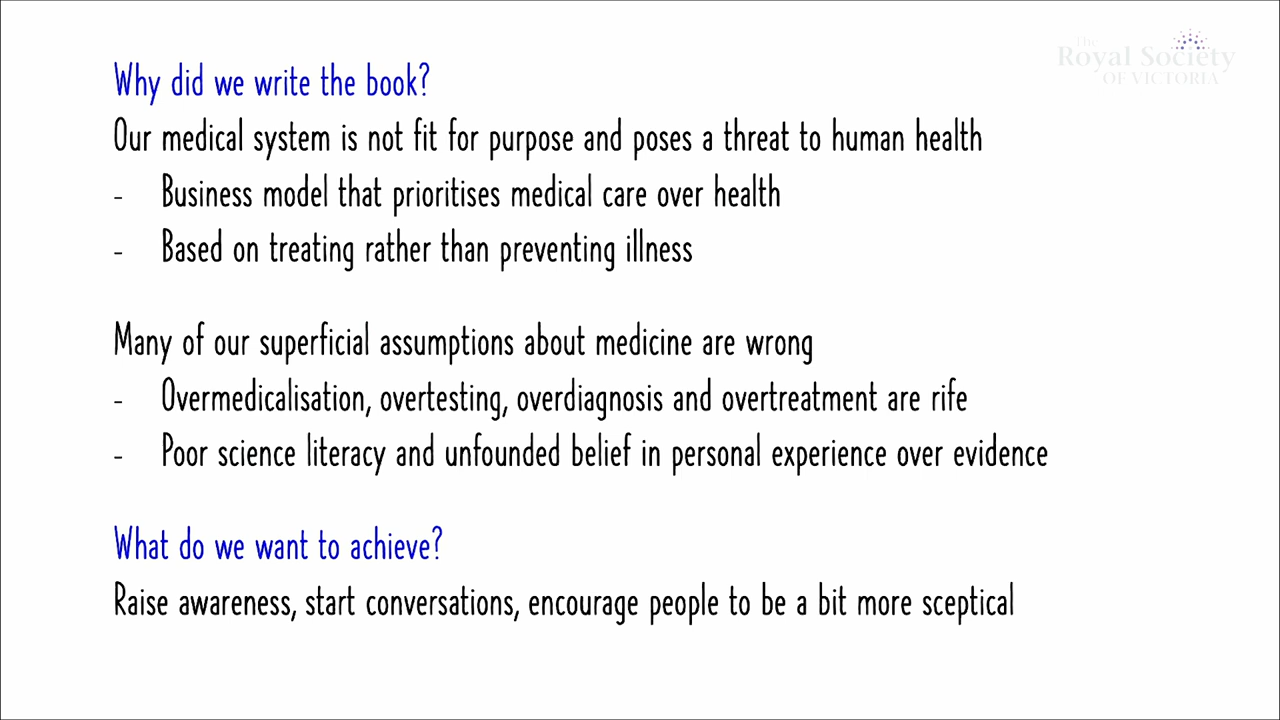 The
Royal Society
OF VICTORIA
Why did we write the book?
Our medical system is not fit for purpose and poses a threat to human health
- Business model that prioritises medical care over health
- Based on treating rather than preventing illness
Many of our superficial assumptions about medicine are wrong
- Overmedicalisation, overtesting, overdiagnosis and overtreatment are rife
- Poor science literacy and unfounded belief in personal experience over evidence
What do we want to achieve?
Raise awareness, start conversations, encourage people to be a bit more sceptical